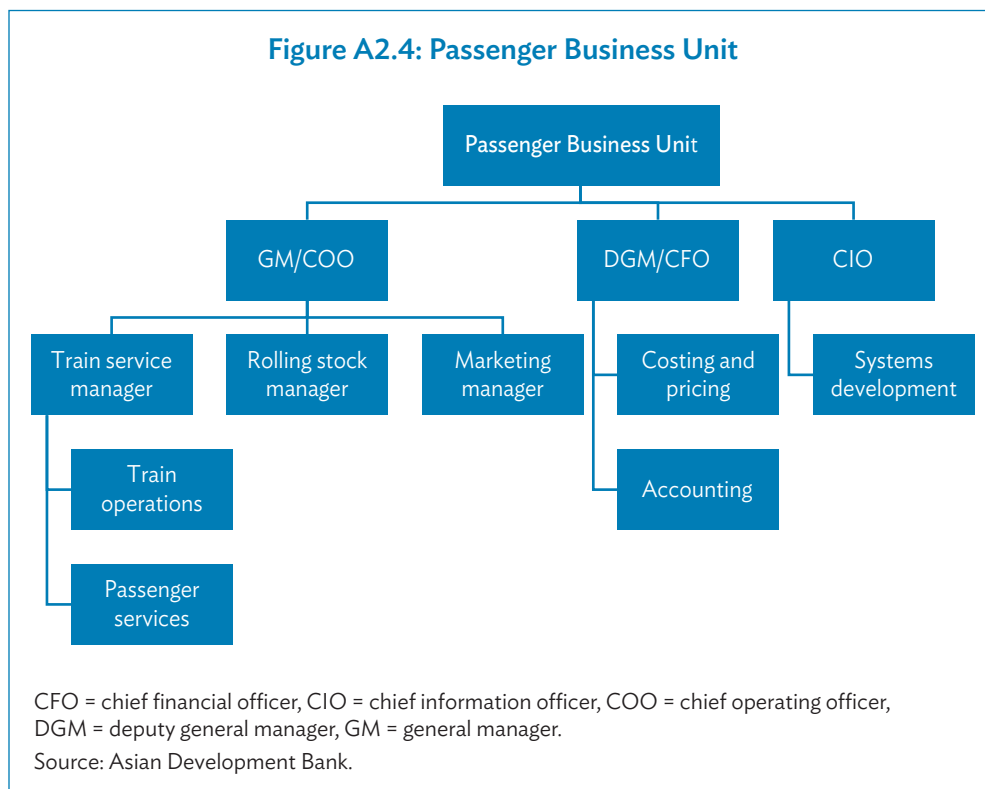 Figure A2.4: Passenger Business Unit
Passenger Business Unit
GM/COO
DGM/CFO
CIO
Train service
manager
Rolling stock
manager
Marketing
manager
Costing and
pricing
Systems
development
Train
operations
Accounting
Passenger
services
CFO = chief financial officer, CIO = chief information officer, COO = chief operating officer,
DGM = deputy general manager, GM = general manager.
Source: Asian Development Bank.